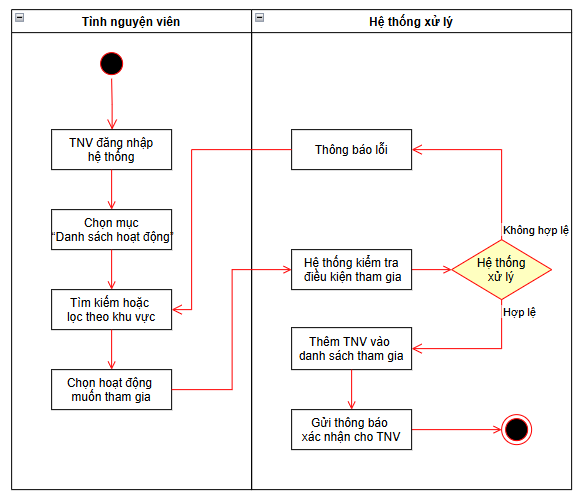 Tình nguyện viên
Hệ thống xử lý
TNV đăng nhập
hệ thống
Thông báo lỗi
Chọn mục
“Danh sách hoạt động”
Không hợp lệ
Hệ thống kiểm tra
điều kiện tham gia
Hệ thống
xử lý
Tìm kiếm hoặc
lọc theo khu vực
Hợp lệ
Thêm TNV vào
danh sách tham gia
Chọn hoạt động
muốn tham gia
Gửi thông báo
xác nhận cho TNV